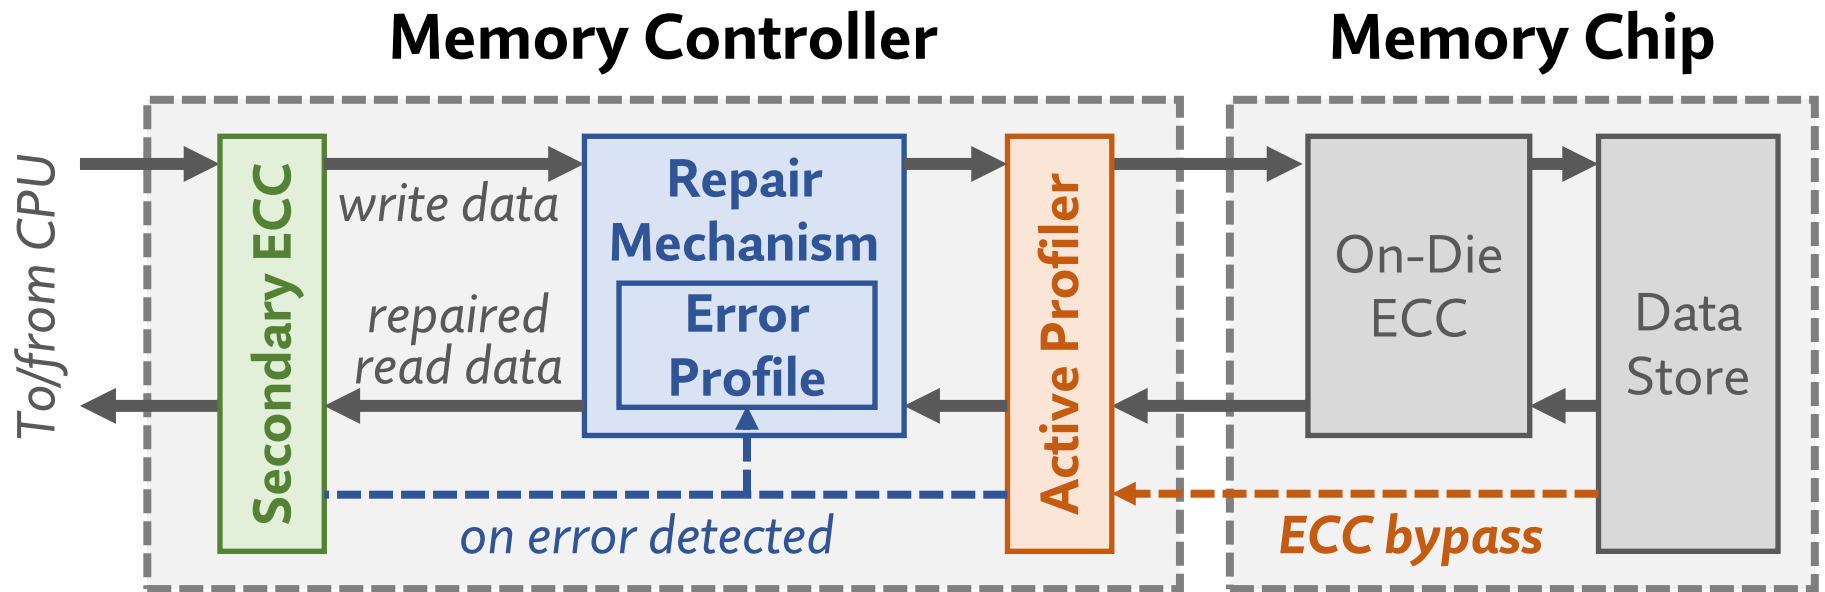 Memory Controller
Memory Chip
To/from CPU
Secondary ECC
write data
repaired
read data
Repair
Mechanism
Error
Profile
Active Profiler
On-Die
ECC
Data
Store
on error detected
ECC bypass